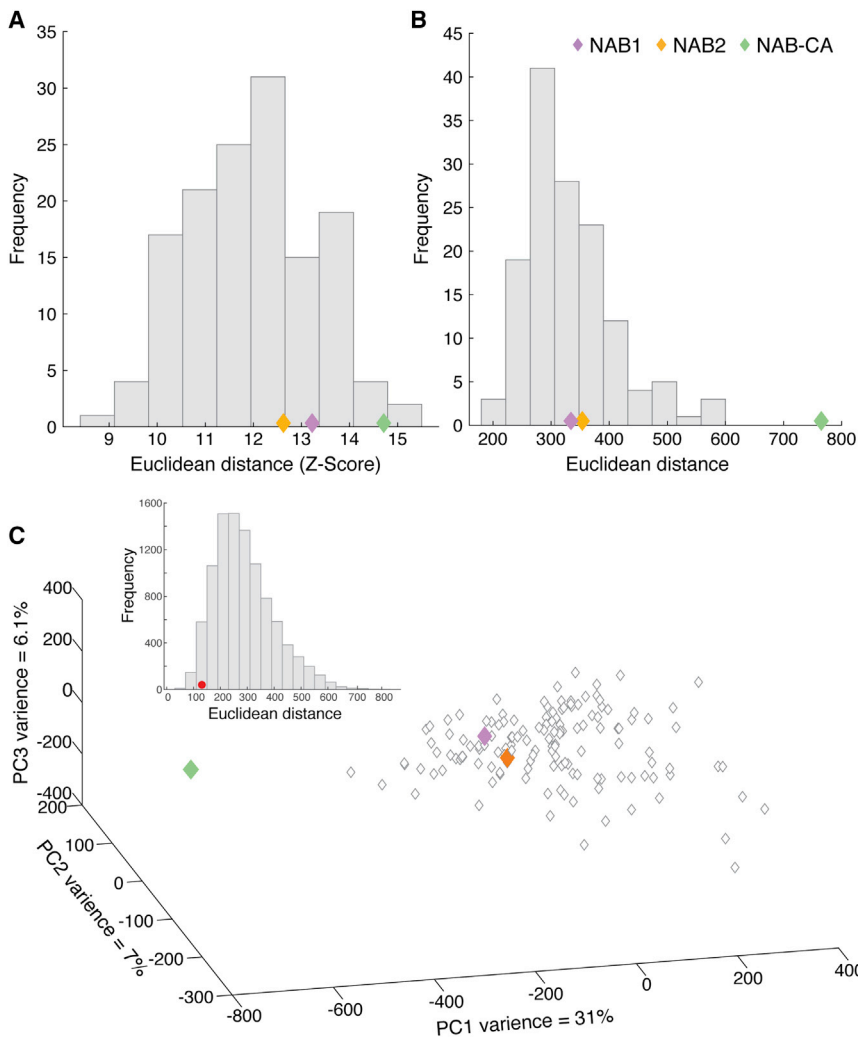 A
35
30
25
20
15
10
5
0
Frequency
9 10 11 12 13 14 15
Euclidean distance (Z-Score)
B
NAB1 NAB2 NAB-CA
45
40
35
30
25
20
15
10
5
0
Frequency
200 300 400 500 600 700 800
Euclidean distance
C
1600
1200
800
400
0
Frequency
0 100 200 300 400 500 600 700 800
Euclidean distance
400
200
0
-200
-400
PC3 varience = 6.1%
200
100
0
-100
-200
-300
PC2 varience = 7%
-800 -600 -400 -200 0 200 400
PC1 varience = 31%